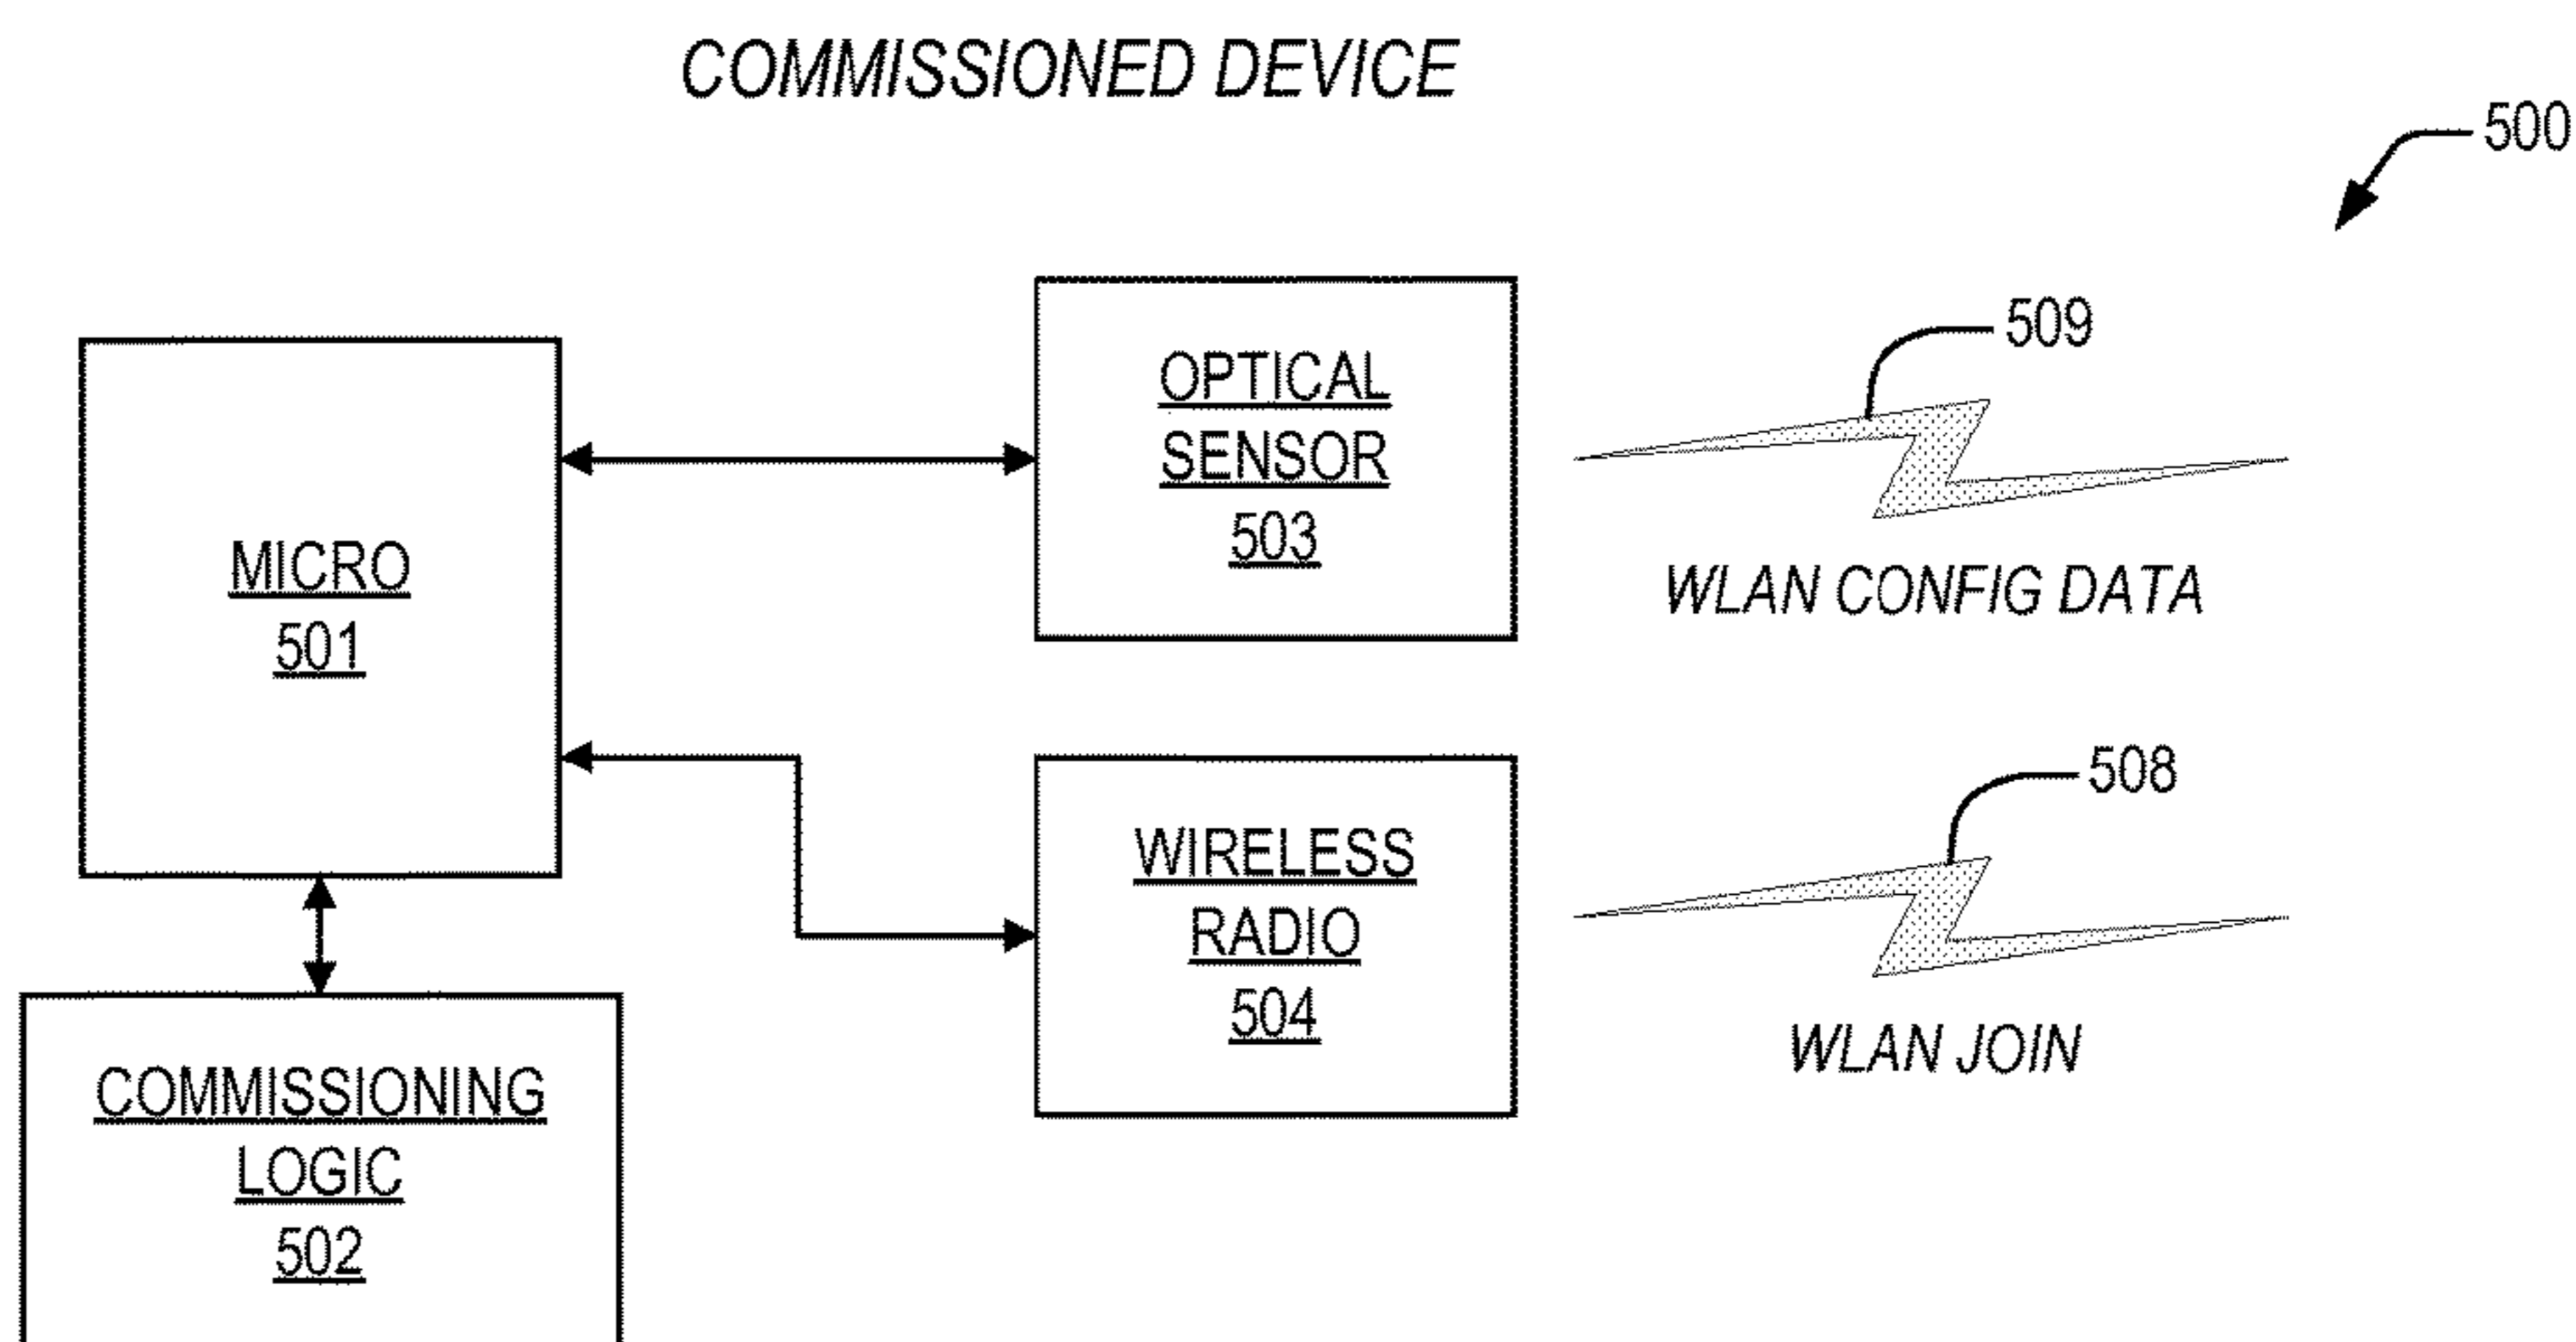 COMMISSIONED DEVICE
500
OPTICAL
SENSOR
503
509
WLAN CONFIG DATA
MICRO
501
WIRELESS
RADIO
504
508
WLAN JOIN
COMMISSIONING
LOGIC
502